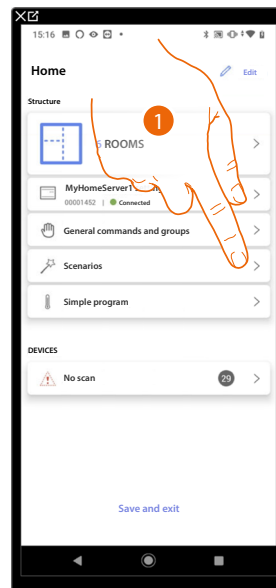 15:16
Home
Edit
Structure
1
ROOMS
MyHomeServer1
00001452 | Connected
General commands and groups
Scenarios
Simple program
DEVICES
No scan
29
Save and exit